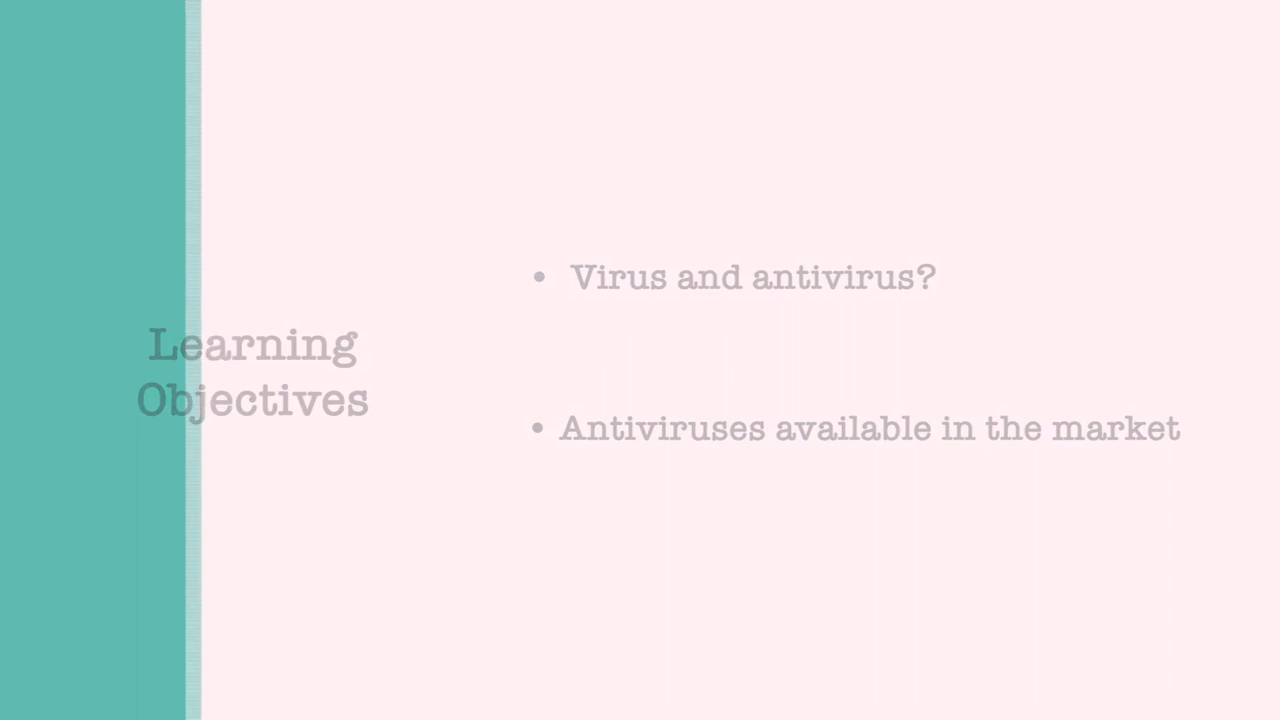 Learning
Objectives
• Virus and antivirus?
• Antiviruses available in the market